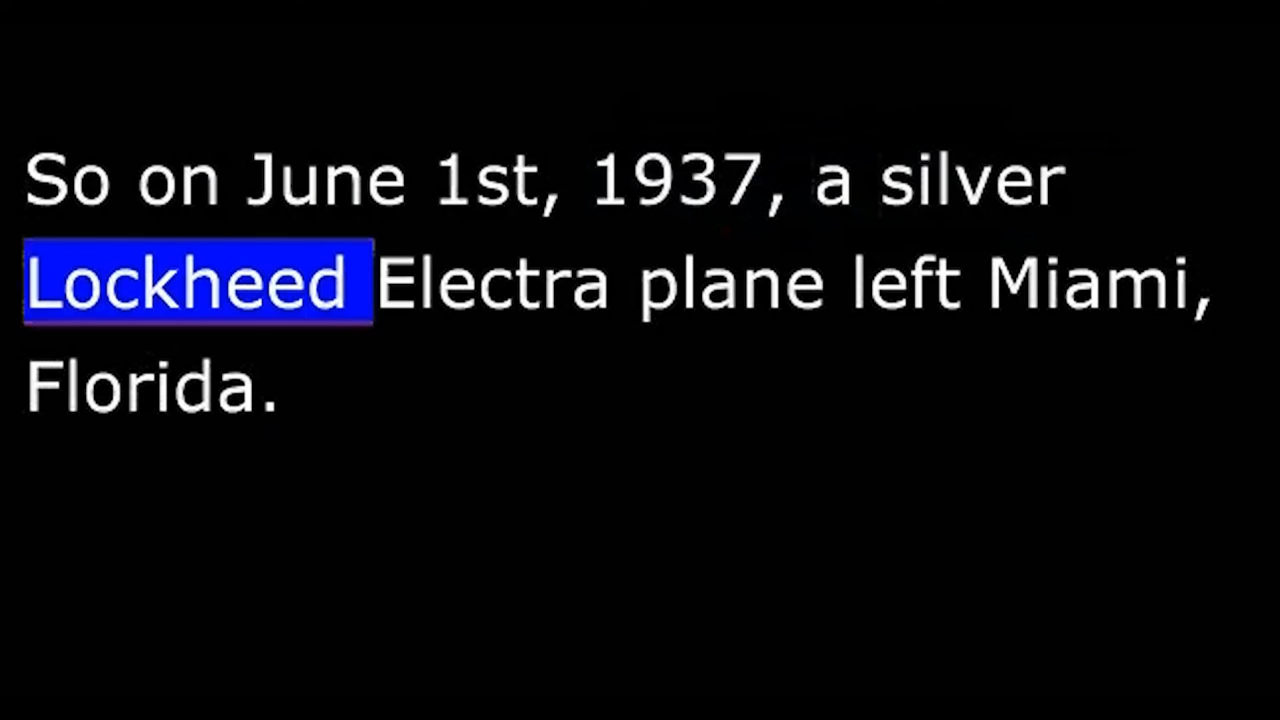 So on June 1st, 1937, a silver
Lockheed Electra plane left Miami,
Florida.